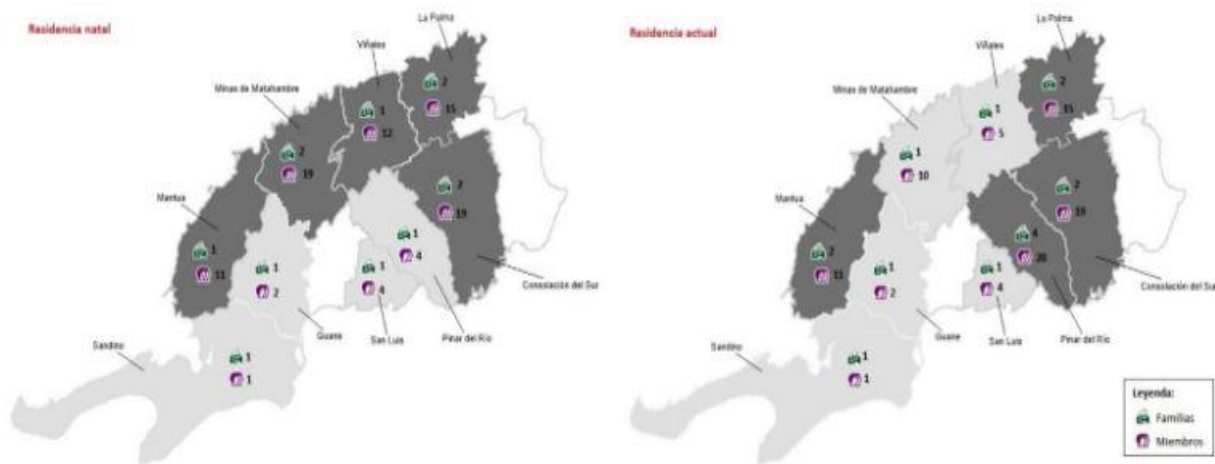 Residencia natal
La Palma
Viñales
Minas de Matahambre
2
15
1
12
2
19
2
19
Mantua
1
11
1
4
1
2
1
4
Consolación del Sur
Guane
San Luis
Pinar del Río
Sandino
1
1
Residencia actual
La Palma
Viñales
Minas de Matahambre
2
15
1
5
1
10
2
19
Mantua
4
20
2
11
1
2
1
4
Consolación del Sur
Guane
San Luis
Pinar del Río
Sandino
1
1
Leyenda:
Familias
Miembros